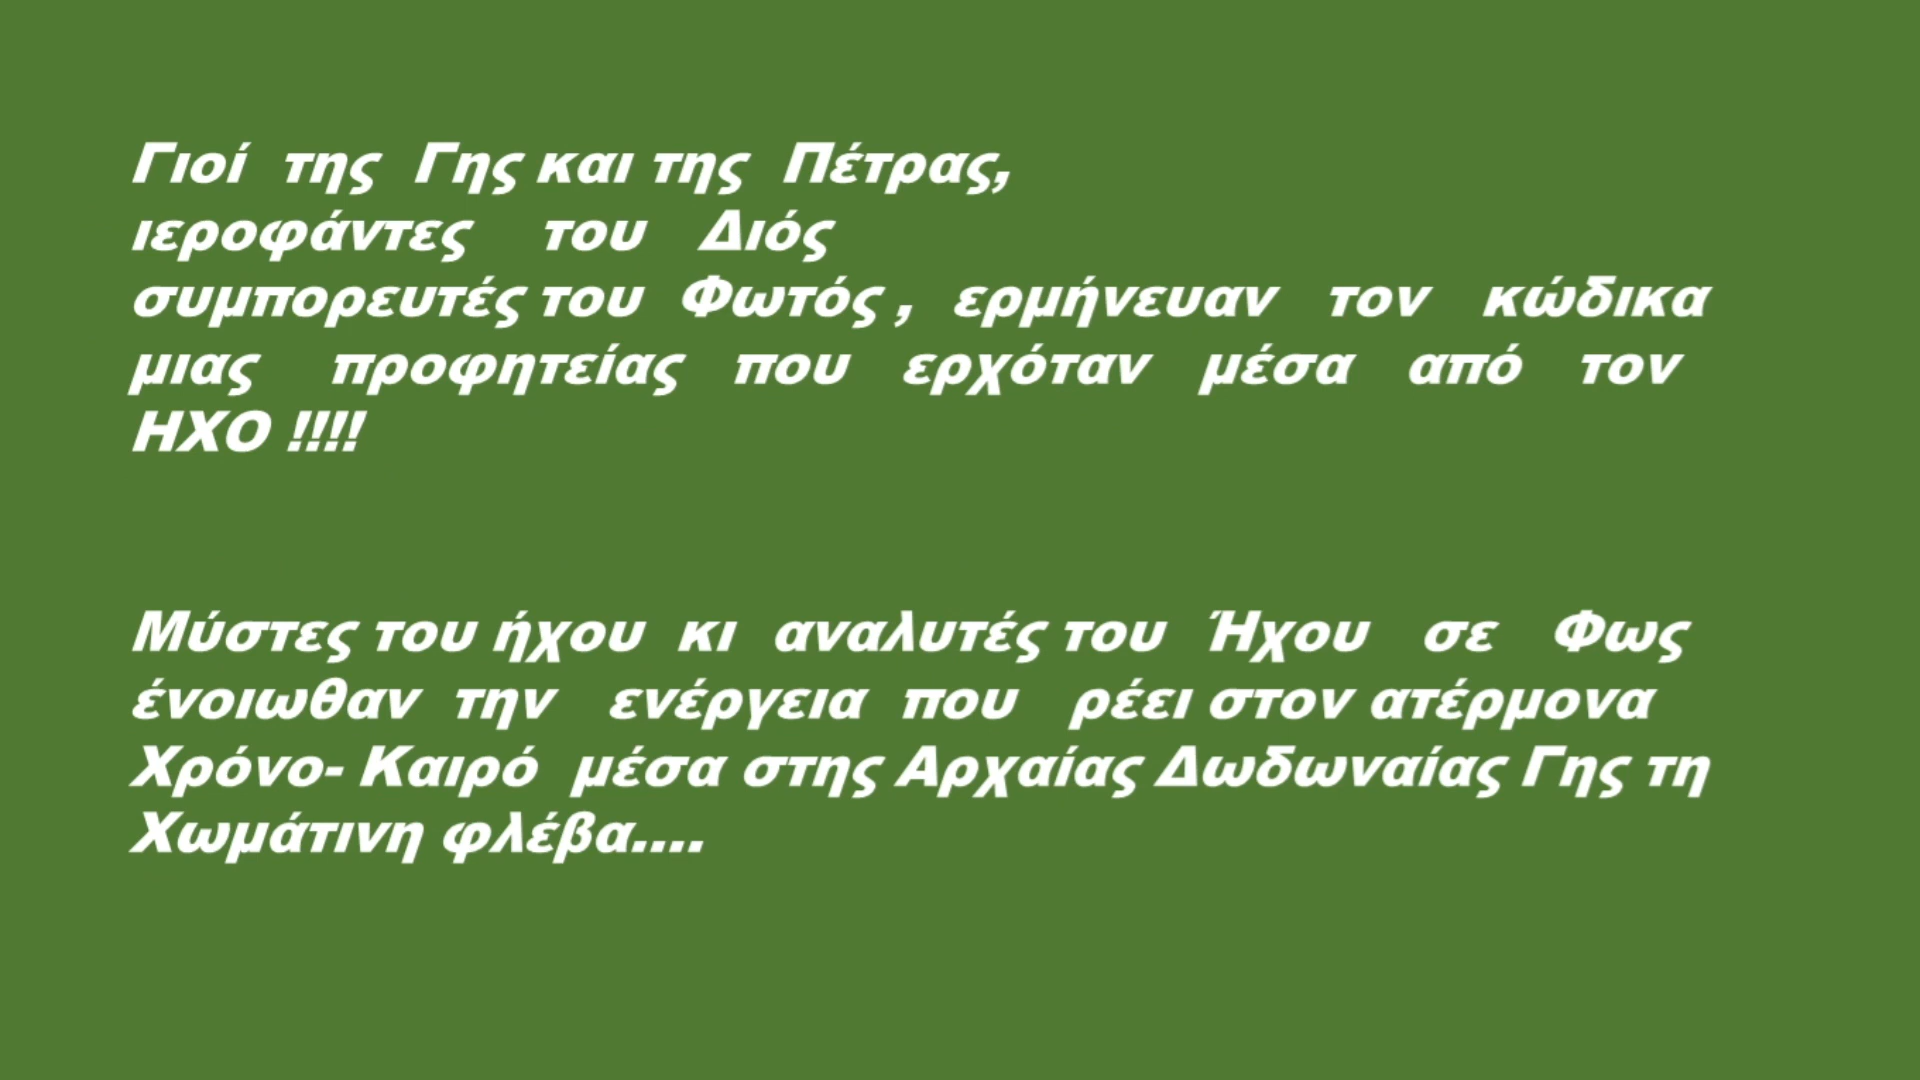 Γιοί της Γης και της Πέτρας,
ιεροφάντες του Διός
συμπορευτές του Φωτός , ερμήνευαν τον κώδικα
μιας προφητείας που ερχόταν μέσα από τον
ΗΧΟ !!!!
Μύστες του ήχου κι αναλυτές του Ήχου σε Φως
ένοιωθαν την ενέργεια που ρέει στον ατέρμονα
Χρόνο- Καιρό μέσα στης Αρχαίας Δωδωναίας Γης τη
Χωμάτινη φλέβα....